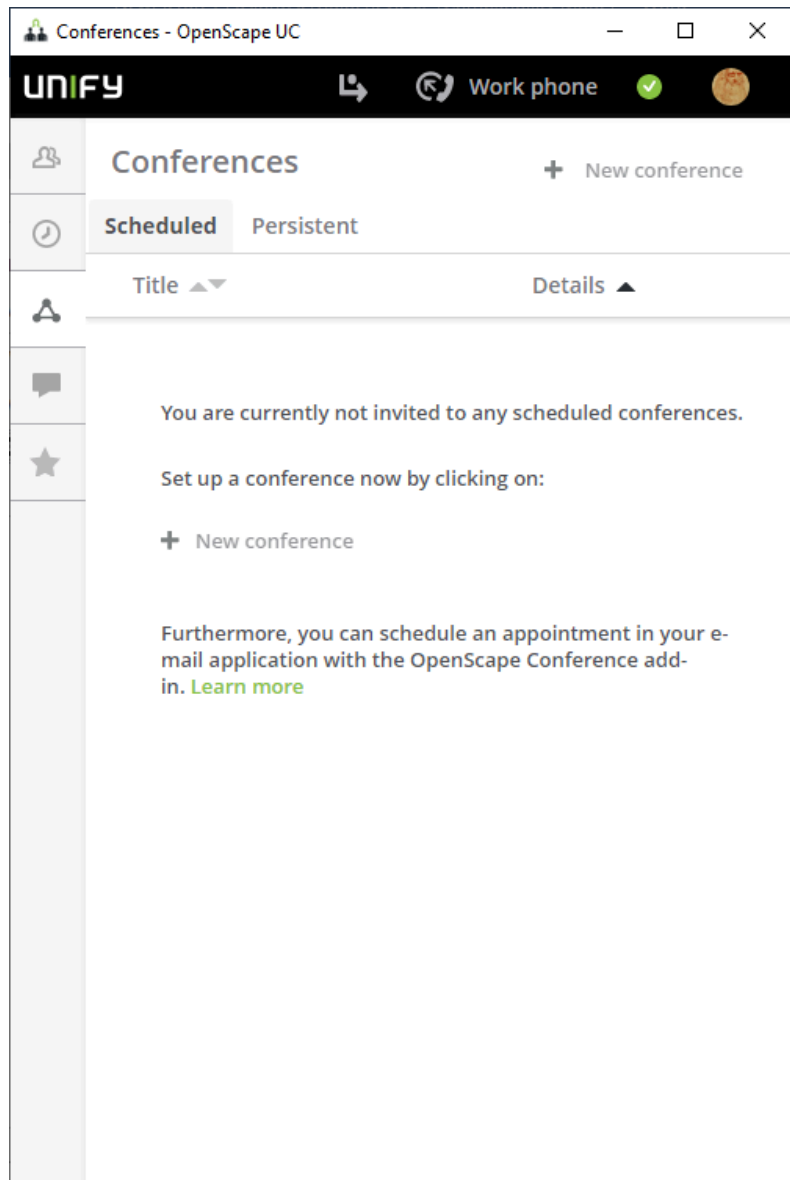 Conferences - OpenScape UC
UNIFY
Work phone
Conferences
+ New conference
Scheduled Persistent
Title Details
You are currently not invited to any scheduled conferences.
Set up a conference now by clicking on:
+ New conference
Furthermore, you can schedule an appointment in your e-
mail application with the OpenScape Conference add-
in. Learn more